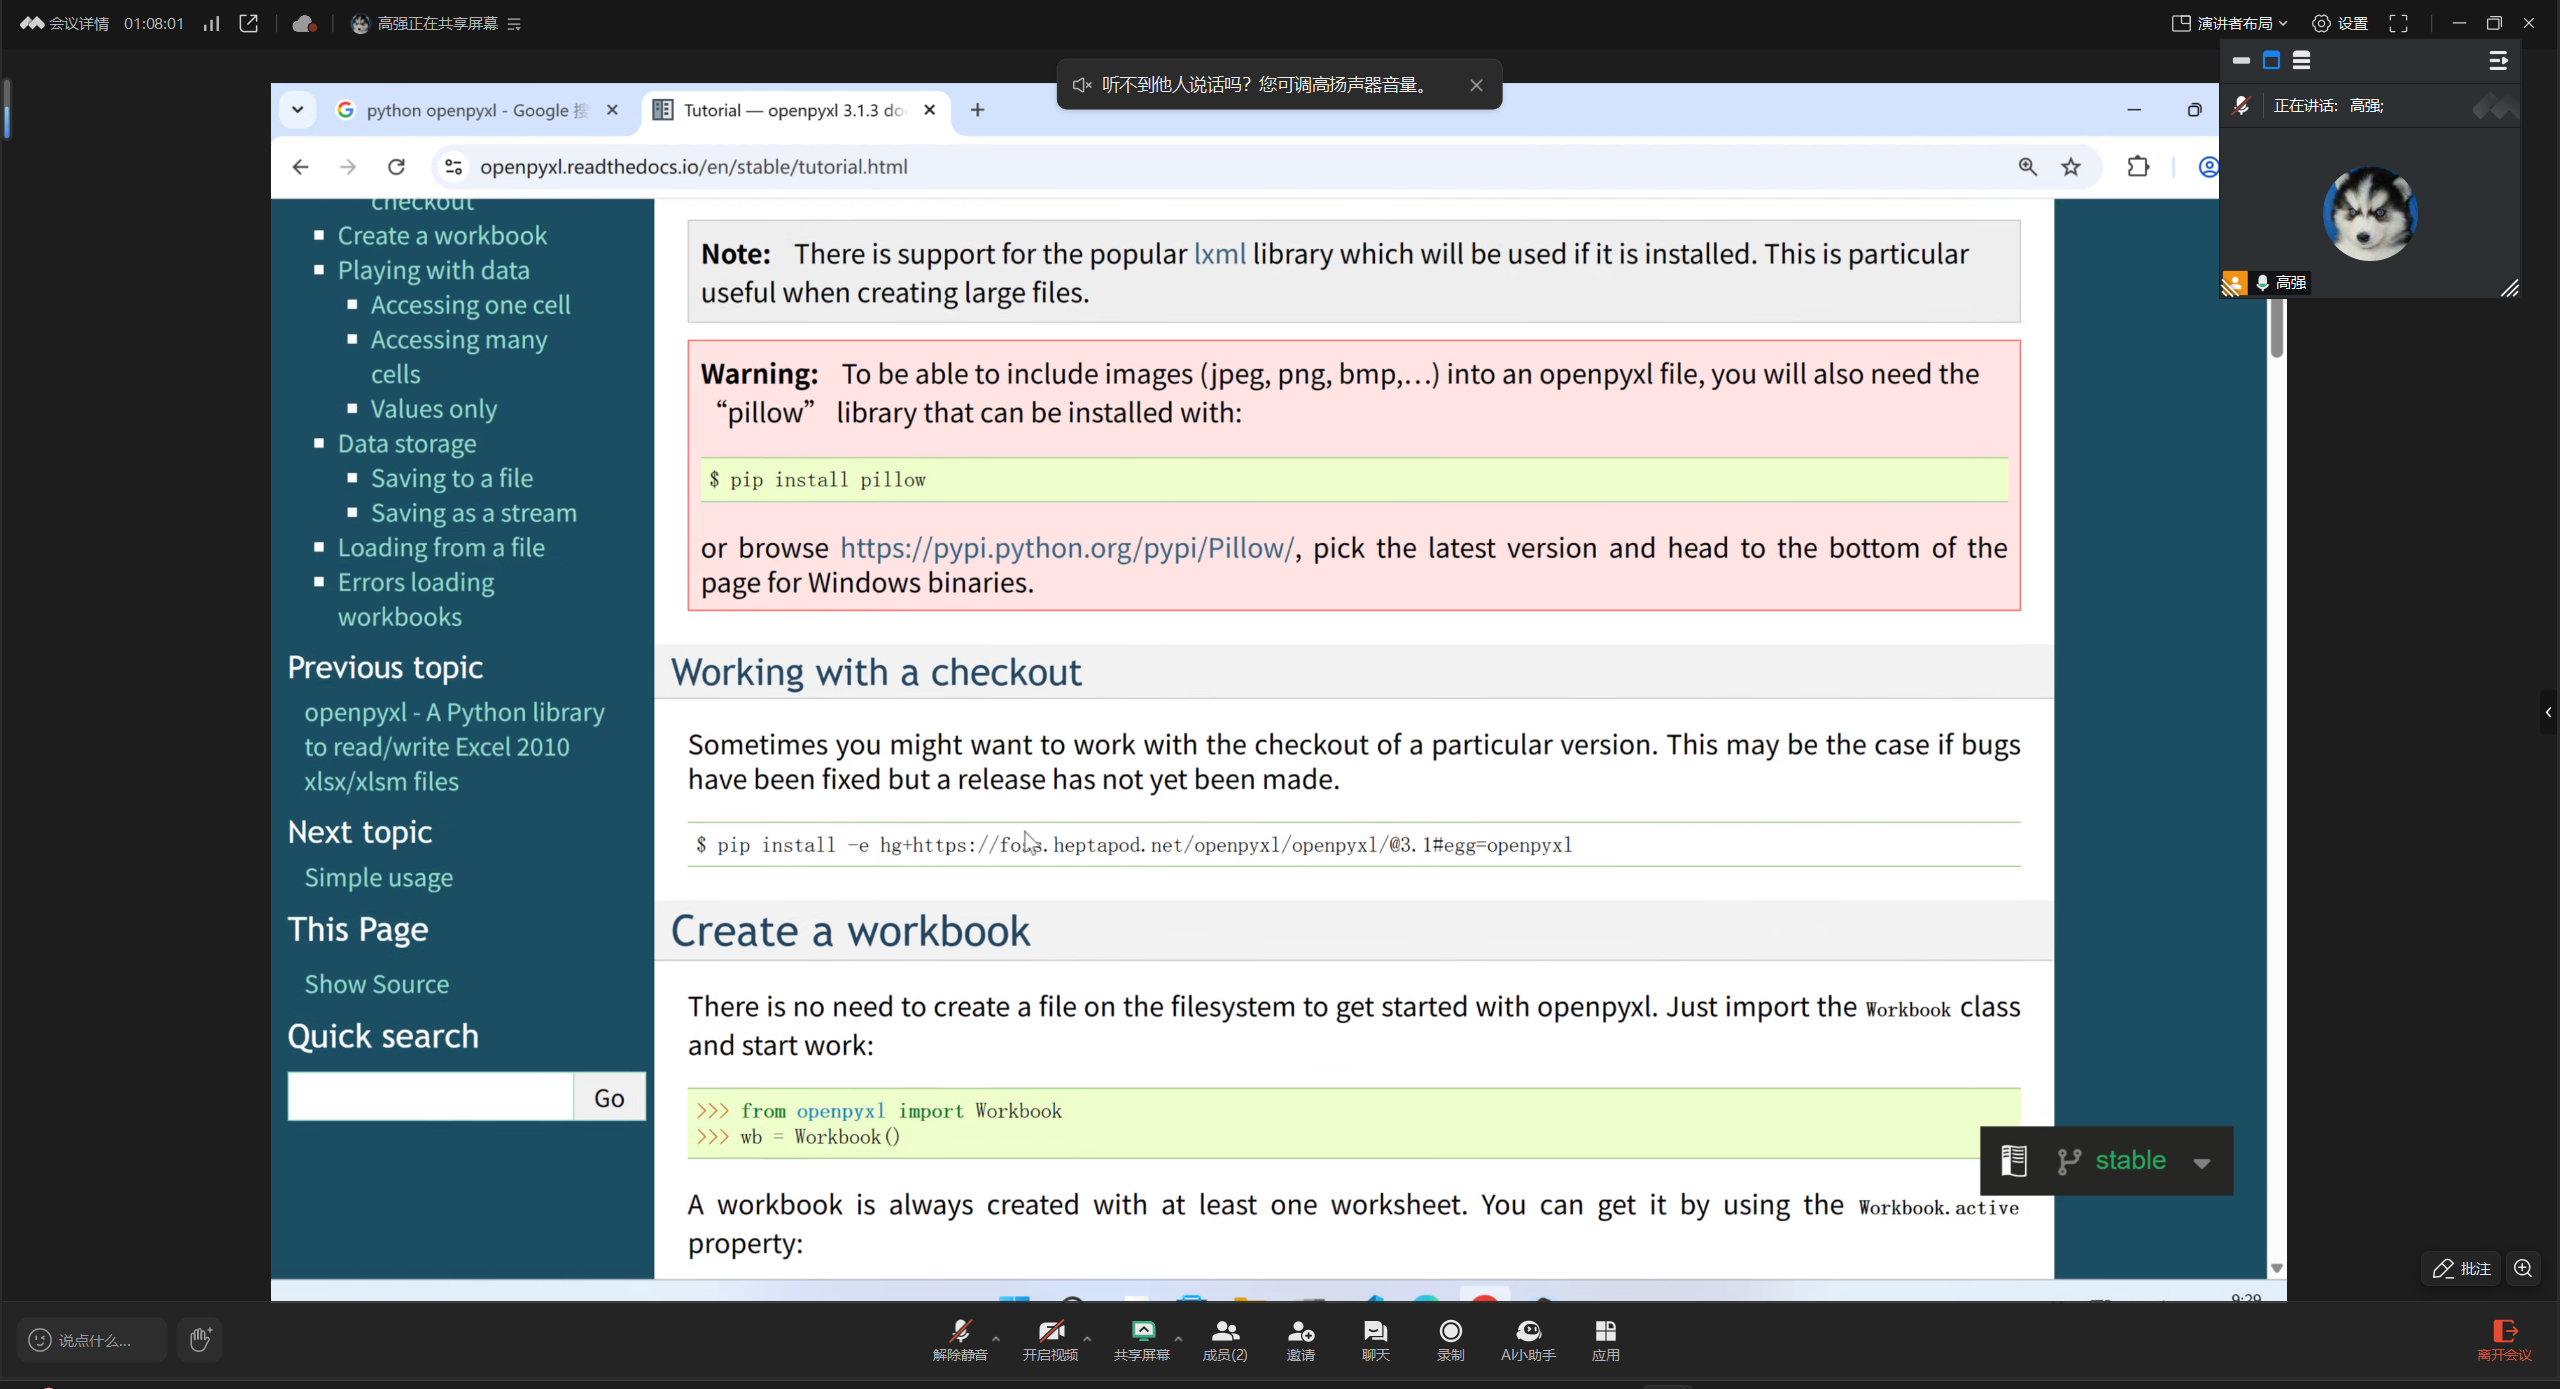 会议详情 01:08:01 高强正在共享屏幕 演讲者布局 设置
听不到他人说话吗？您可调高扬声器音量。
正在讲话: 高强;
高强
python openpyxl - Google 搜
Tutorial — openpyxl 3.1.3 do
openpyxl.readthedocs.io/en/stable/tutorial.html
checkout
Create a workbook
Playing with data
Accessing one cell
Accessing many
cells
Values only
Data storage
Saving to a file
Saving as a stream
Loading from a file
Errors loading
workbooks
Previous topic
openpyxl - A Python library
to read/write Excel 2010
xlsx/xlsm files
Next topic
Simple usage
This Page
Show Source
Quick search
Go
Note: There is support for the popular lxml library which will be used if it is installed. This is particular
useful when creating large files.
Warning: To be able to include images (jpeg, png, bmp,…) into an openpyxl file, you will also need the
“pillow” library that can be installed with:
$ pip install pillow
or browse https://pypi.python.org/pypi/Pillow/, pick the latest version and head to the bottom of the
page for Windows binaries.
Working with a checkout
Sometimes you might want to work with the checkout of a particular version. This may be the case if bugs
have been fixed but a release has not yet been made.
$ pip install -e hg+https://foss.heptapod.net/openpyxl/openpyxl/@3.1#egg=openpyxl
Create a workbook
There is no need to create a file on the filesystem to get started with openpyxl. Just import the Workbook class
and start work:
>>> from openpyxl import Workbook
>>> wb = Workbook()
A workbook is always created with at least one worksheet. You can get it by using the Workbook.active
property:
stable
批注
9:29
说点什么...
解除静音 开启视频 共享屏幕 成员(2) 邀请 聊天 录制 AI小助手 应用
离开会议